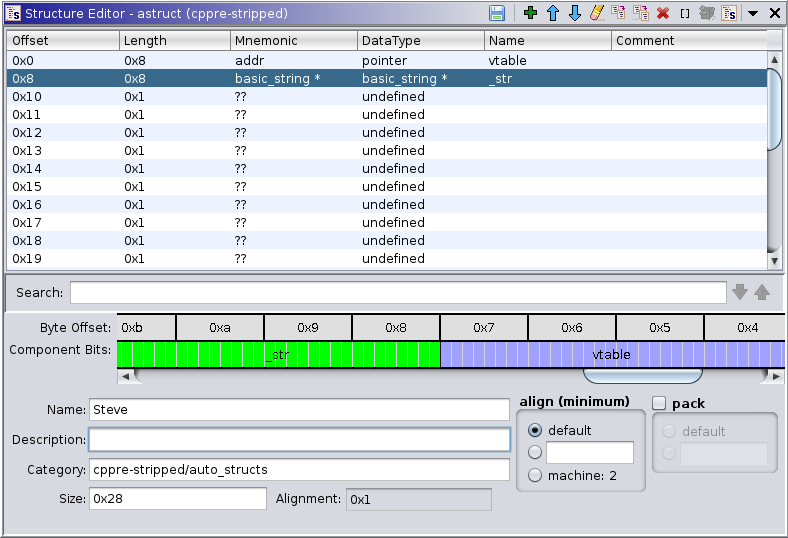 Structure Editor - astruct (cppre-stripped)
Offset Length Mnemonic DataType Name Comment
0x0 0x8 addr pointer vtable
0x8 0x8 basic_string * basic_string * _str
0x10 0x1 ?? undefined
0x11 0x1 ?? undefined
0x12 0x1 ?? undefined
0x13 0x1 ?? undefined
0x14 0x1 ?? undefined
0x15 0x1 ?? undefined
0x16 0x1 ?? undefined
0x17 0x1 ?? undefined
0x18 0x1 ?? undefined
0x19 0x1 ?? undefined
Search:
Byte Offset: 0xb 0xa 0x9 0x8 0x7 0x6 0x5 0x4
Component Bits: _str vtable
Name: Steve
Description:
Category: cppre-stripped/auto_structs
Size: 0x28 Alignment: 0x1
align (minimum)
default
machine: 2
pack
default